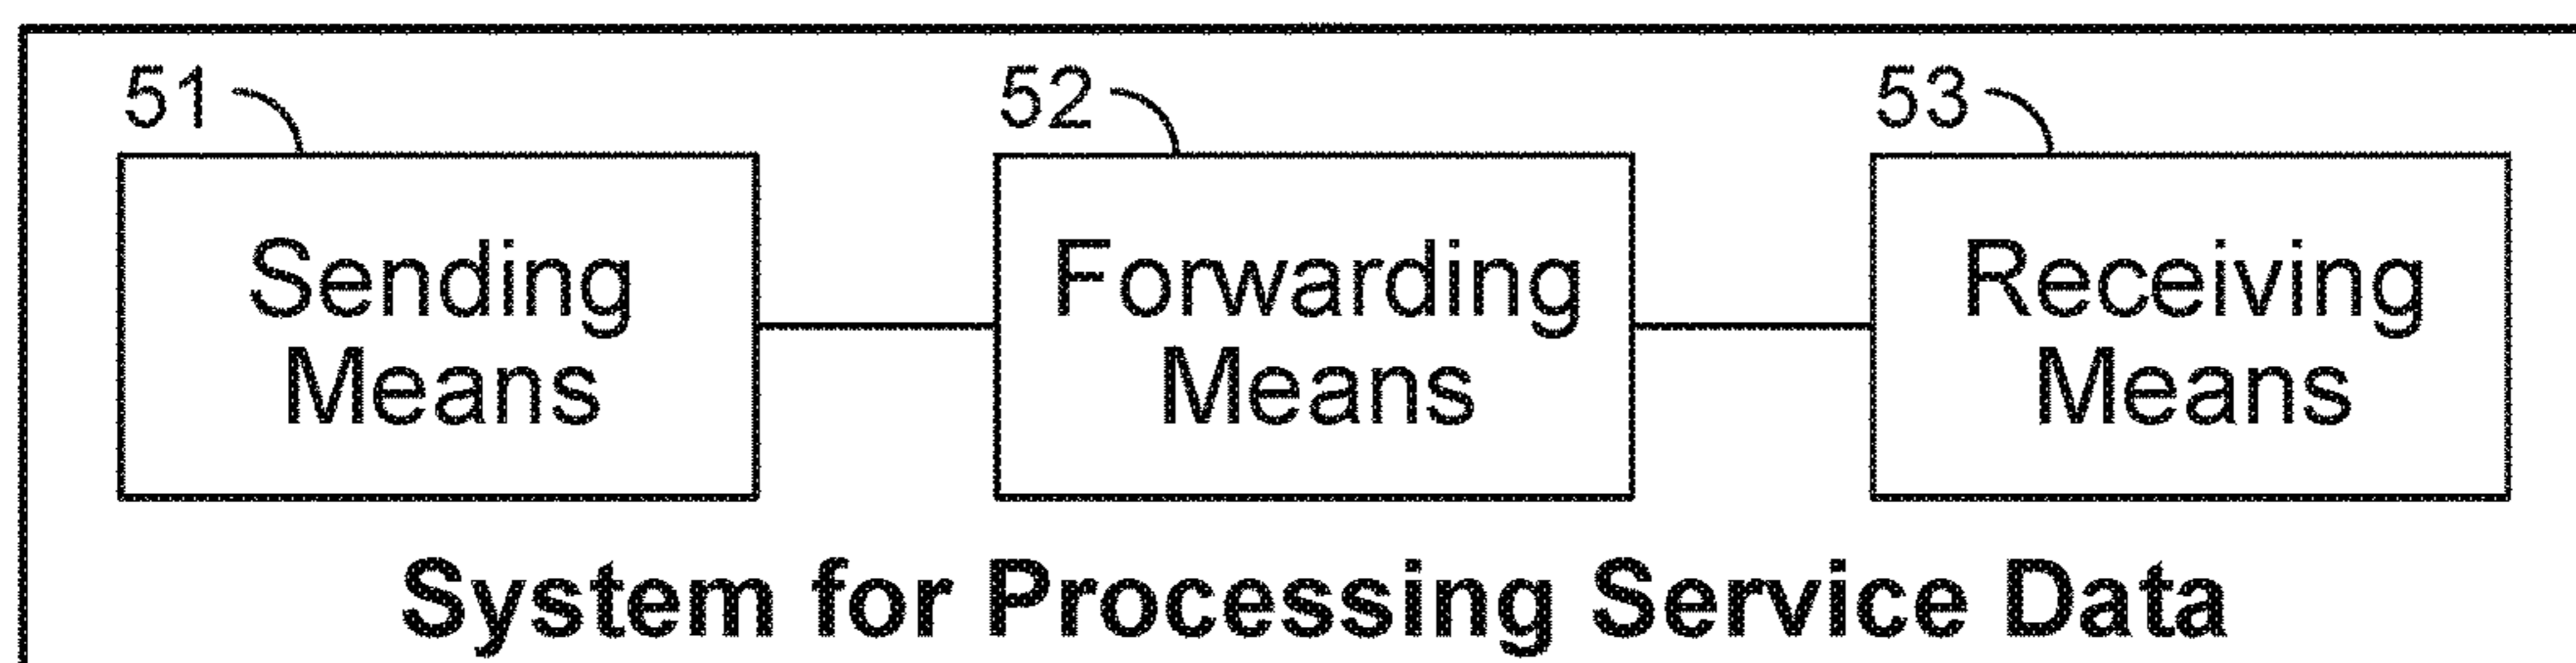 51
52
53
Sending
Means
Forwarding
Means
Receiving
Means
System for Processing Service Data